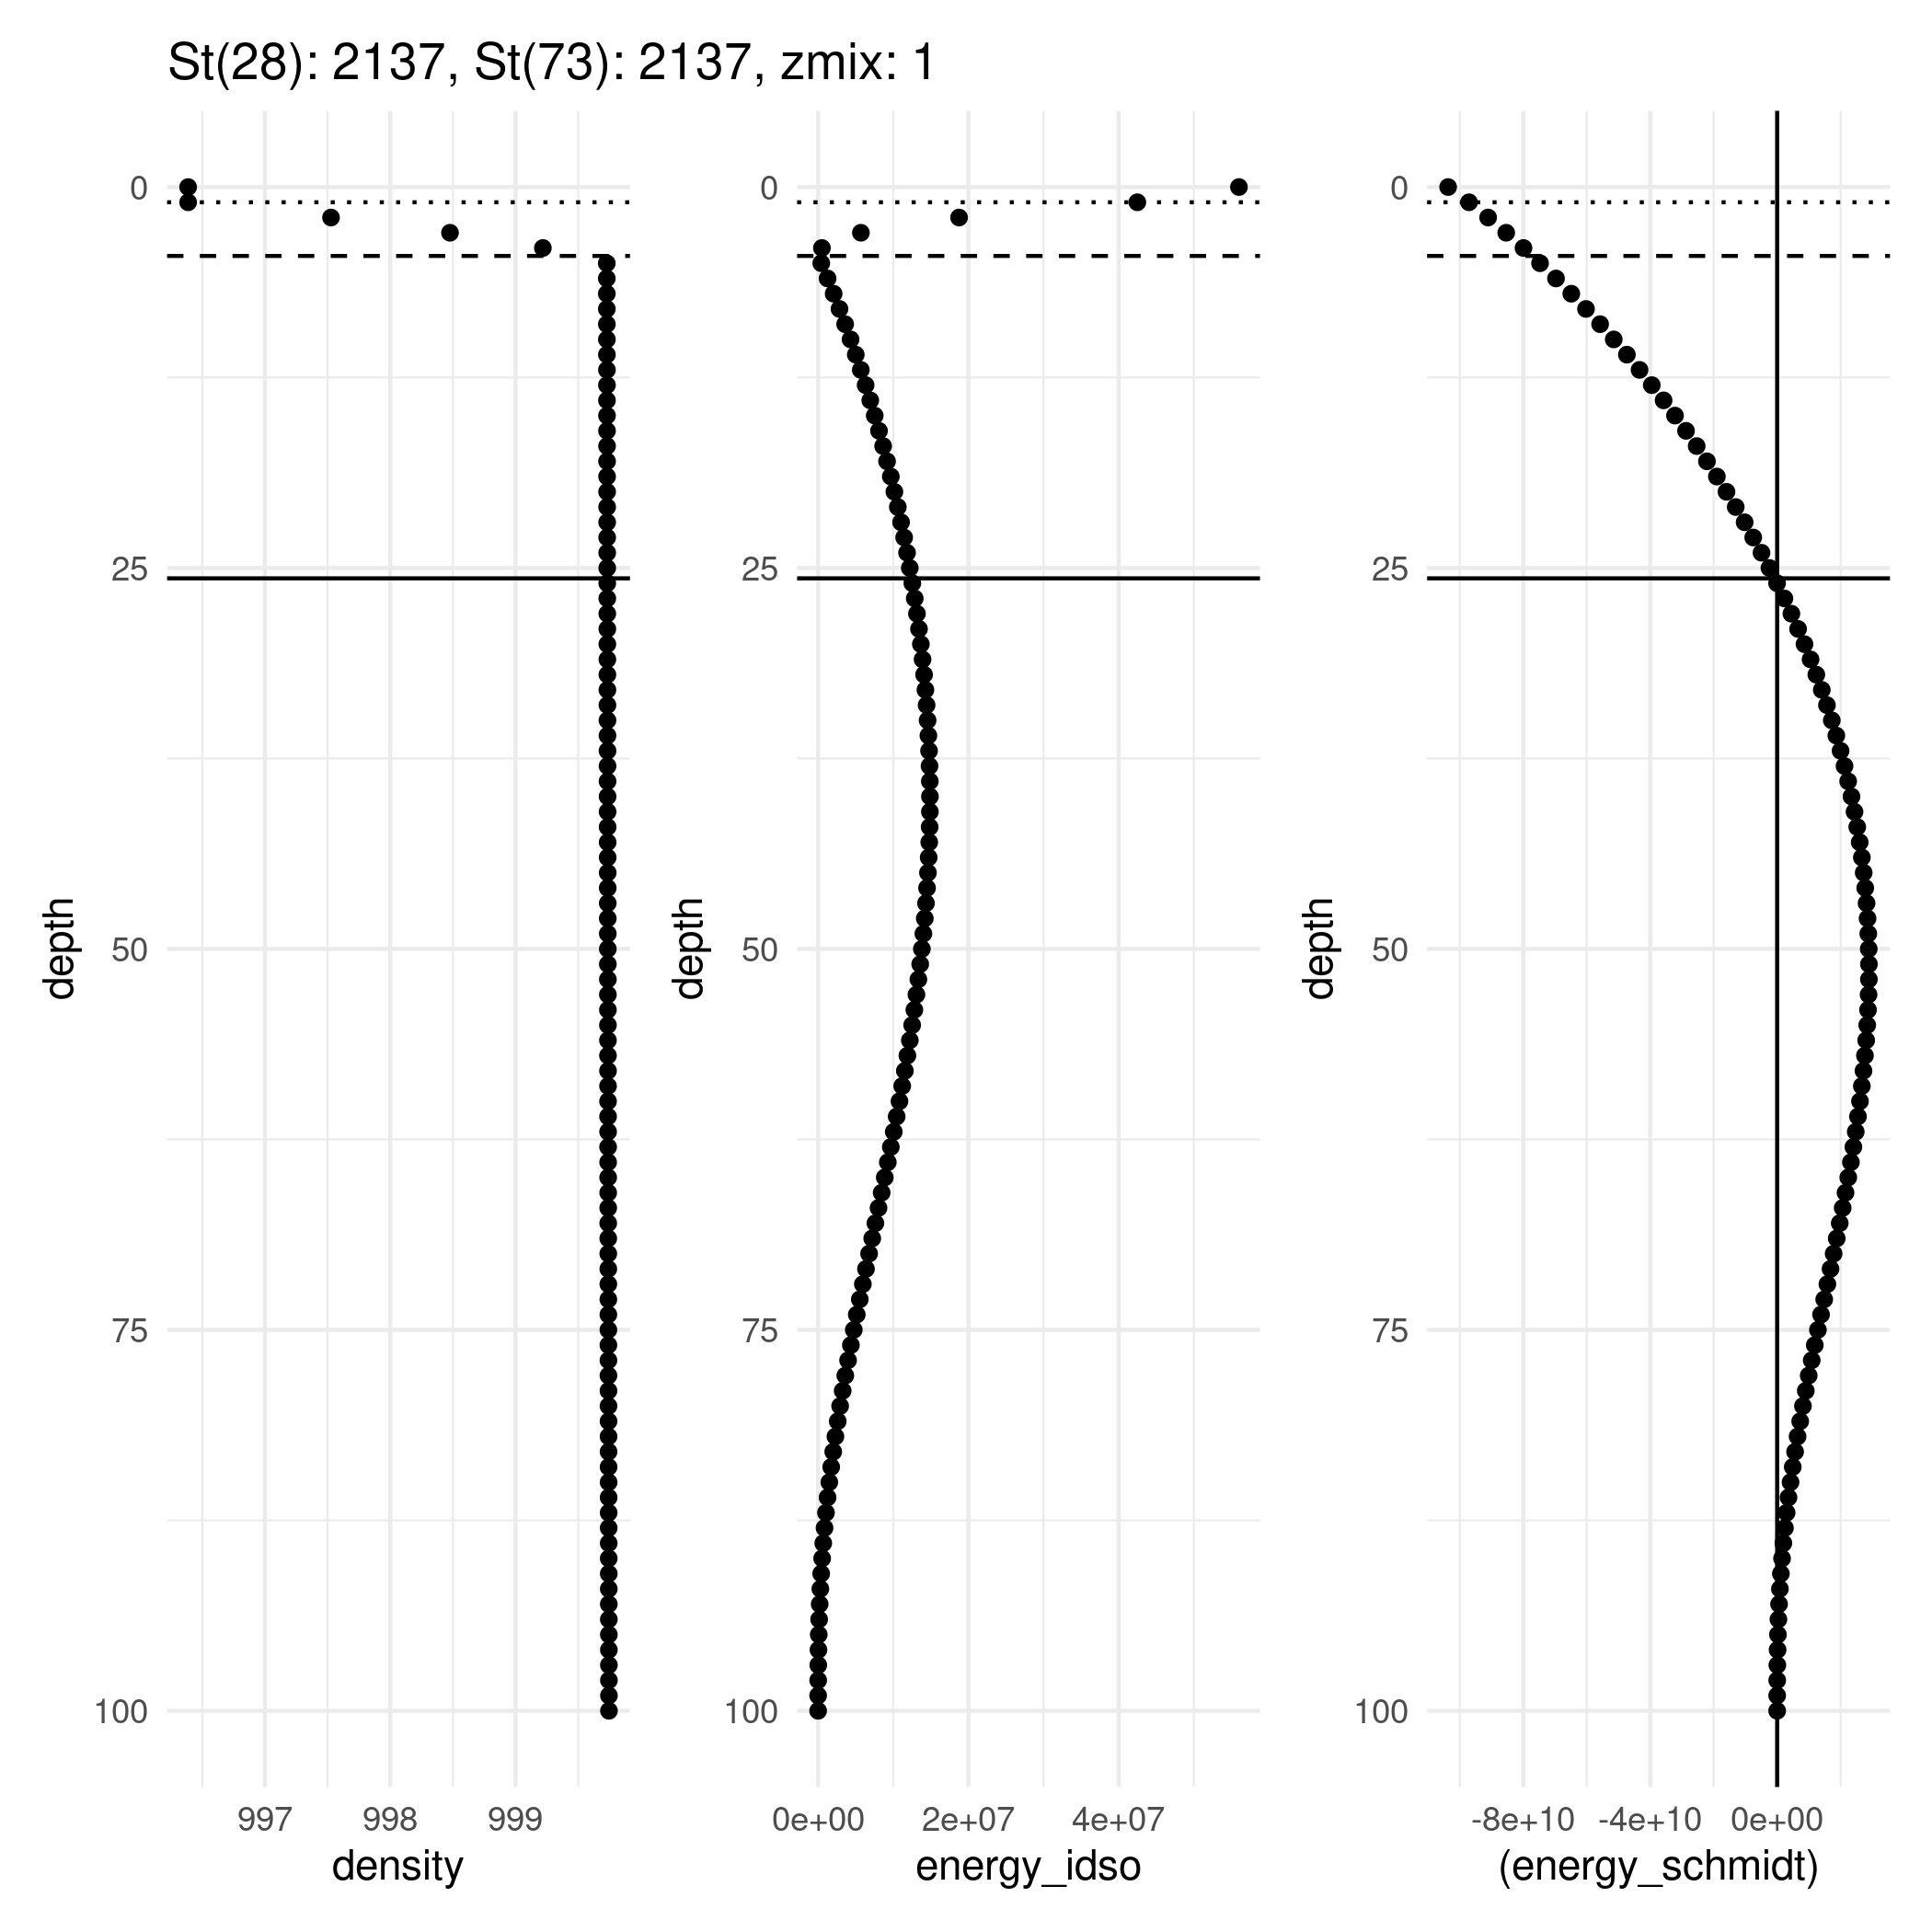 St(28): 2137, St(73): 2137, zmix: 1
0
25
50
75
100
depth
997 998 999
density
0
25
50
75
100
depth
0e+00 2e+07 4e+07
energy_idso
0
25
50
75
100
depth
-8e+10 -4e+10 0e+00
(energy_schmidt)